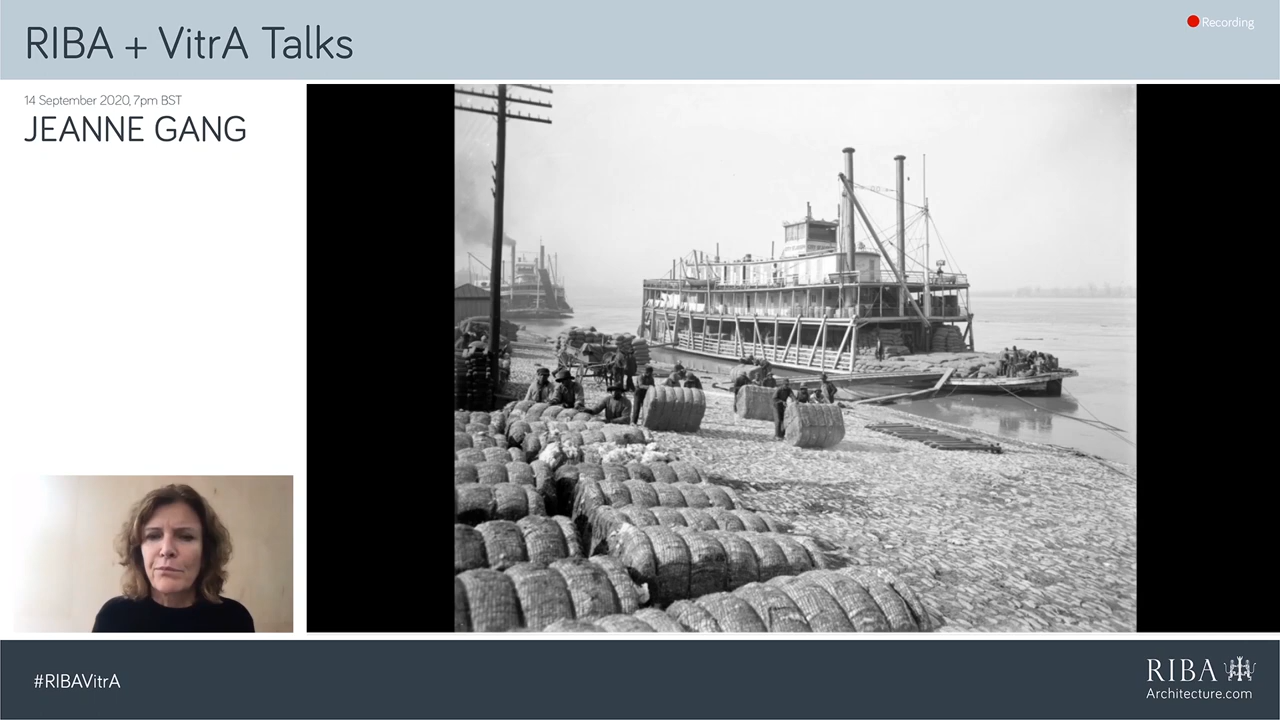 RIBA + VitrA Talks
Recording
14 September 2020, 7pm BST
JEANNE GANG
#RIBAVitrA
RIBA
Architecture.com